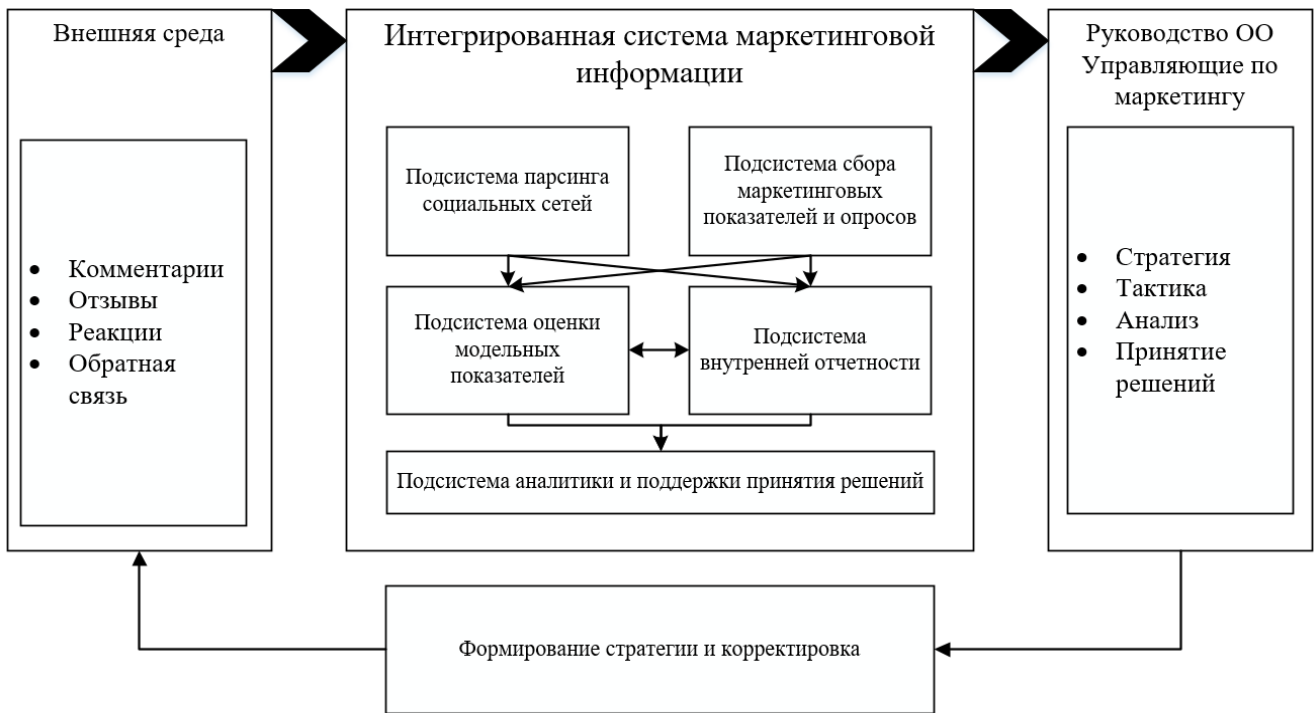 Внешняя среда
• Комментарии
• Отзывы
• Реакции
• Обратная
связь
Интегрированная система маркетинговой
информации
Подсистема парсинга
социальных сетей
Подсистема сбора
маркетинговых
показателей и опросов
Подсистема оценки
модельных
показателей
Подсистема
внутренней отчетности
Подсистема аналитики и поддержки принятия решений
Руководство ОО
Управляющие по
маркетингу
• Стратегия
• Тактика
• Анализ
• Принятие
решений
Формирование стратегии и корректировка